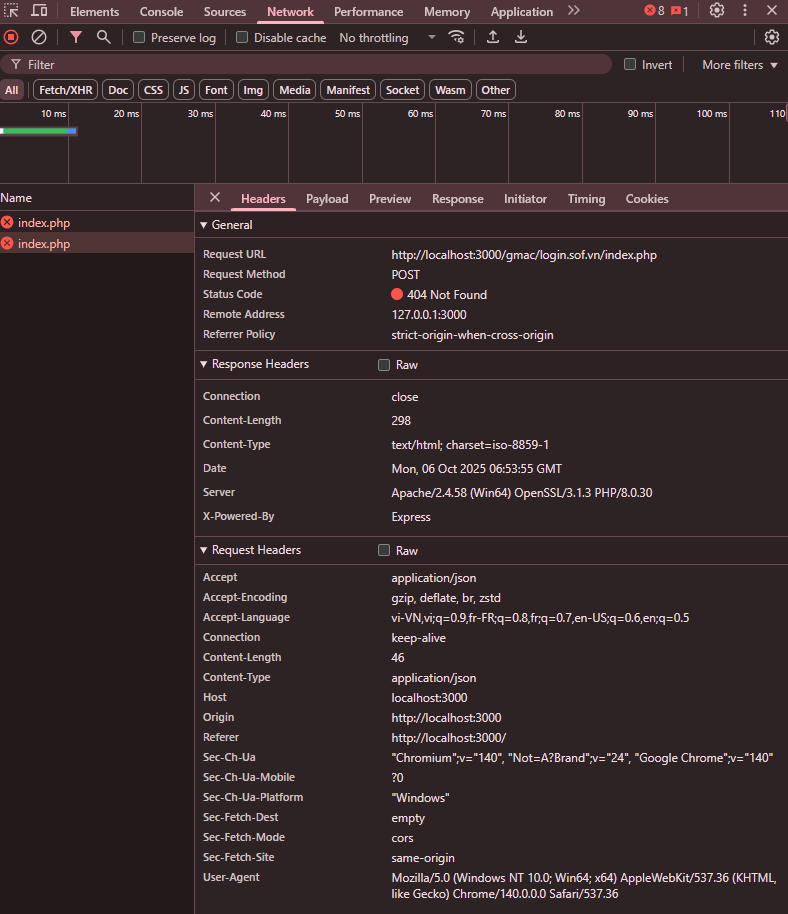 Elements Console Sources Network Performance Memory Application 8 1
Preserve log Disable cache No throttling
Filter Invert More filters
All Fetch/XHR Doc CSS JS Font Img Media Manifest Socket Wasm Other
10 ms 20 ms 30 ms 40 ms 50 ms 60 ms 70 ms 80 ms 90 ms 100 ms 110
Name
index.php
index.php
Headers Payload Preview Response Initiator Timing Cookies
General
Request URL http://localhost:3000/gmac/login.sof.vn/index.php
Request Method POST
Status Code 404 Not Found
Remote Address 127.0.0.1:3000
Referrer Policy strict-origin-when-cross-origin
Response Headers Raw
Connection close
Content-Length 298
Content-Type text/html; charset=iso-8859-1
Date Mon, 06 Oct 2025 06:53:55 GMT
Server Apache/2.4.58 (Win64) OpenSSL/3.1.3 PHP/8.0.30
X-Powered-By Express
Request Headers Raw
Accept application/json
Accept-Encoding gzip, deflate, br, zstd
Accept-Language vi-VN,vi;q=0.9,fr-FR;q=0.8,fr;q=0.7,en-US;q=0.6,en;q=0.5
Connection keep-alive
Content-Length 46
Content-Type application/json
Host localhost:3000
Origin http://localhost:3000
Referer http://localhost:3000/
Sec-Ch-Ua "Chromium";v="140", "Not=A?Brand";v="24", "Google Chrome";v="140"
Sec-Ch-Ua-Mobile ?0
Sec-Ch-Ua-Platform "Windows"
Sec-Fetch-Dest empty
Sec-Fetch-Mode cors
Sec-Fetch-Site same-origin
User-Agent Mozilla/5.0 (Windows NT 10.0; Win64; x64) AppleWebKit/537.36 (KHTML,
like Gecko) Chrome/140.0.0.0 Safari/537.36